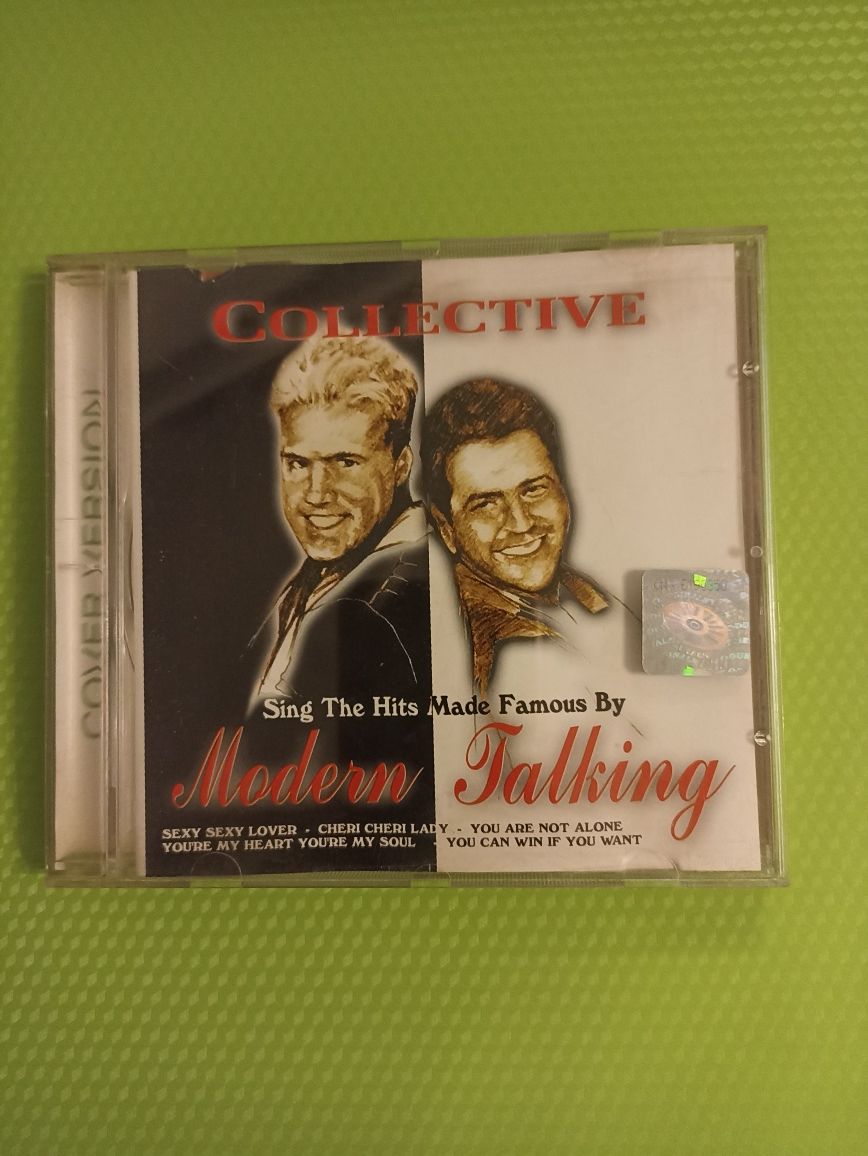 COLLECTIVE
COVER VERSION
Sing The Hits Made Famous By
Modern Talking
SEXY SEXY LOVER - CHERI CHERI LADY - YOU ARE NOT ALONE
YOU'RE MY HEART YOU'RE MY SOUL - YOU CAN WIN IF YOU WANT